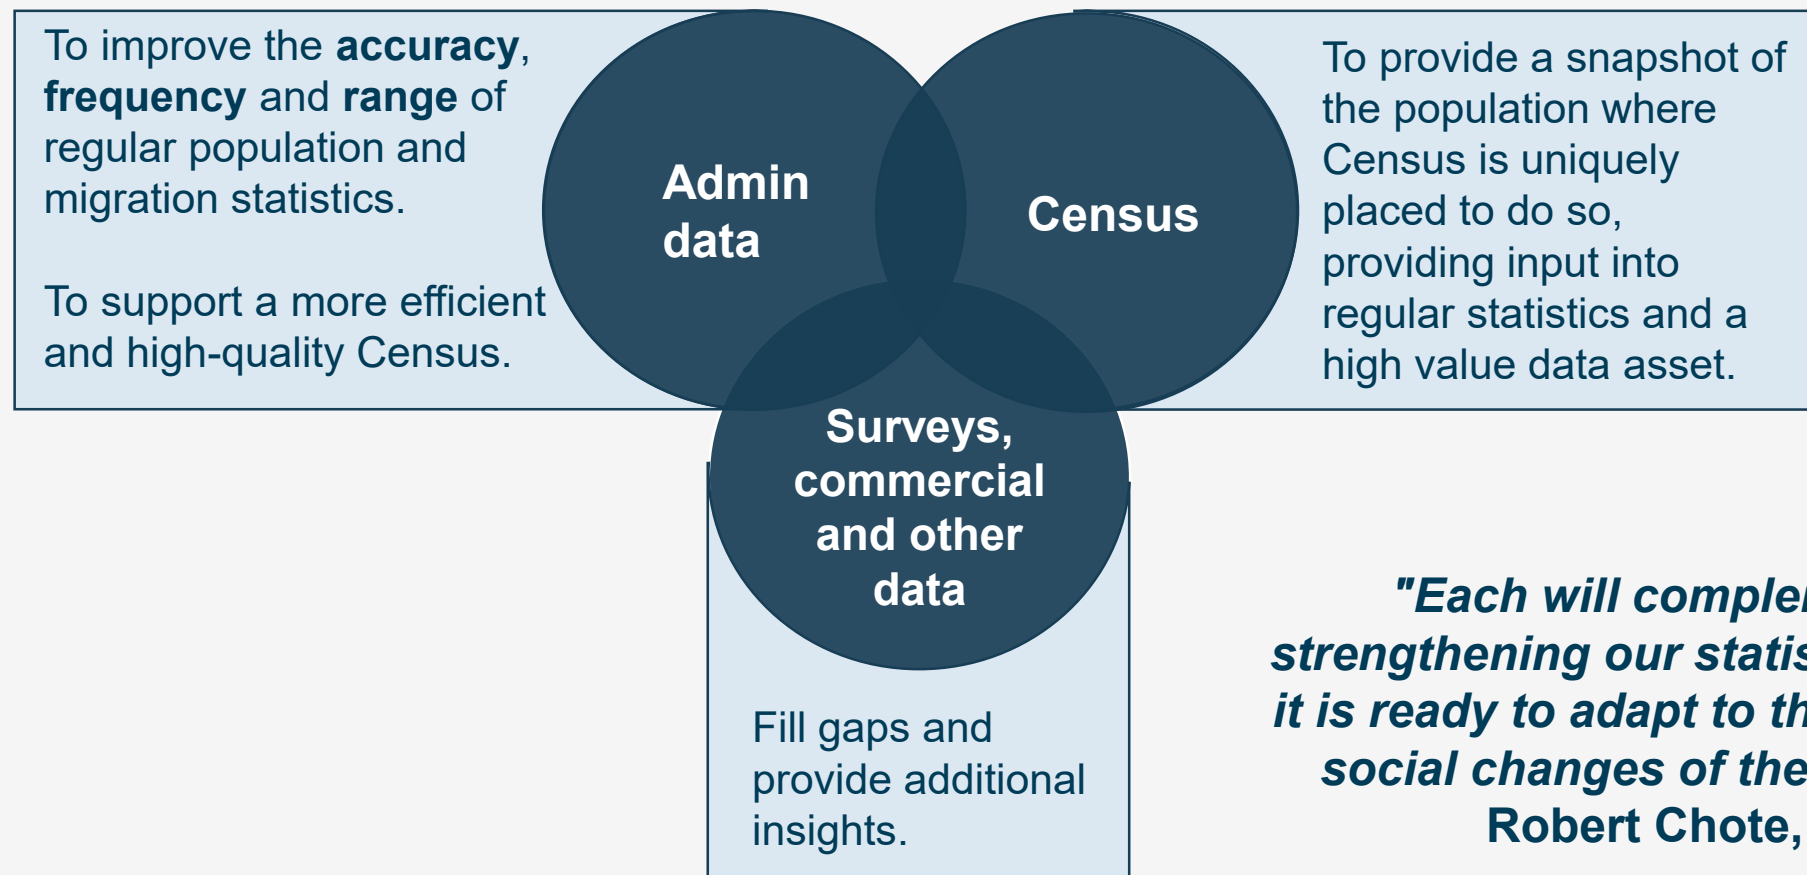 To improve the accuracy,
frequency and range of
regular population and
migration statistics.
To support a more efficient
and high-quality Census.
Admin
data
Census
To provide a snapshot of
the population where
Census is uniquely
placed to do so,
providing input into
regular statistics and a
high value data asset.
Surveys,
commercial
and other
data
Fill gaps and
provide additional
insights.
"Each will
strengthening our
it is ready to adapt to
social changes of the
Robert Chote,